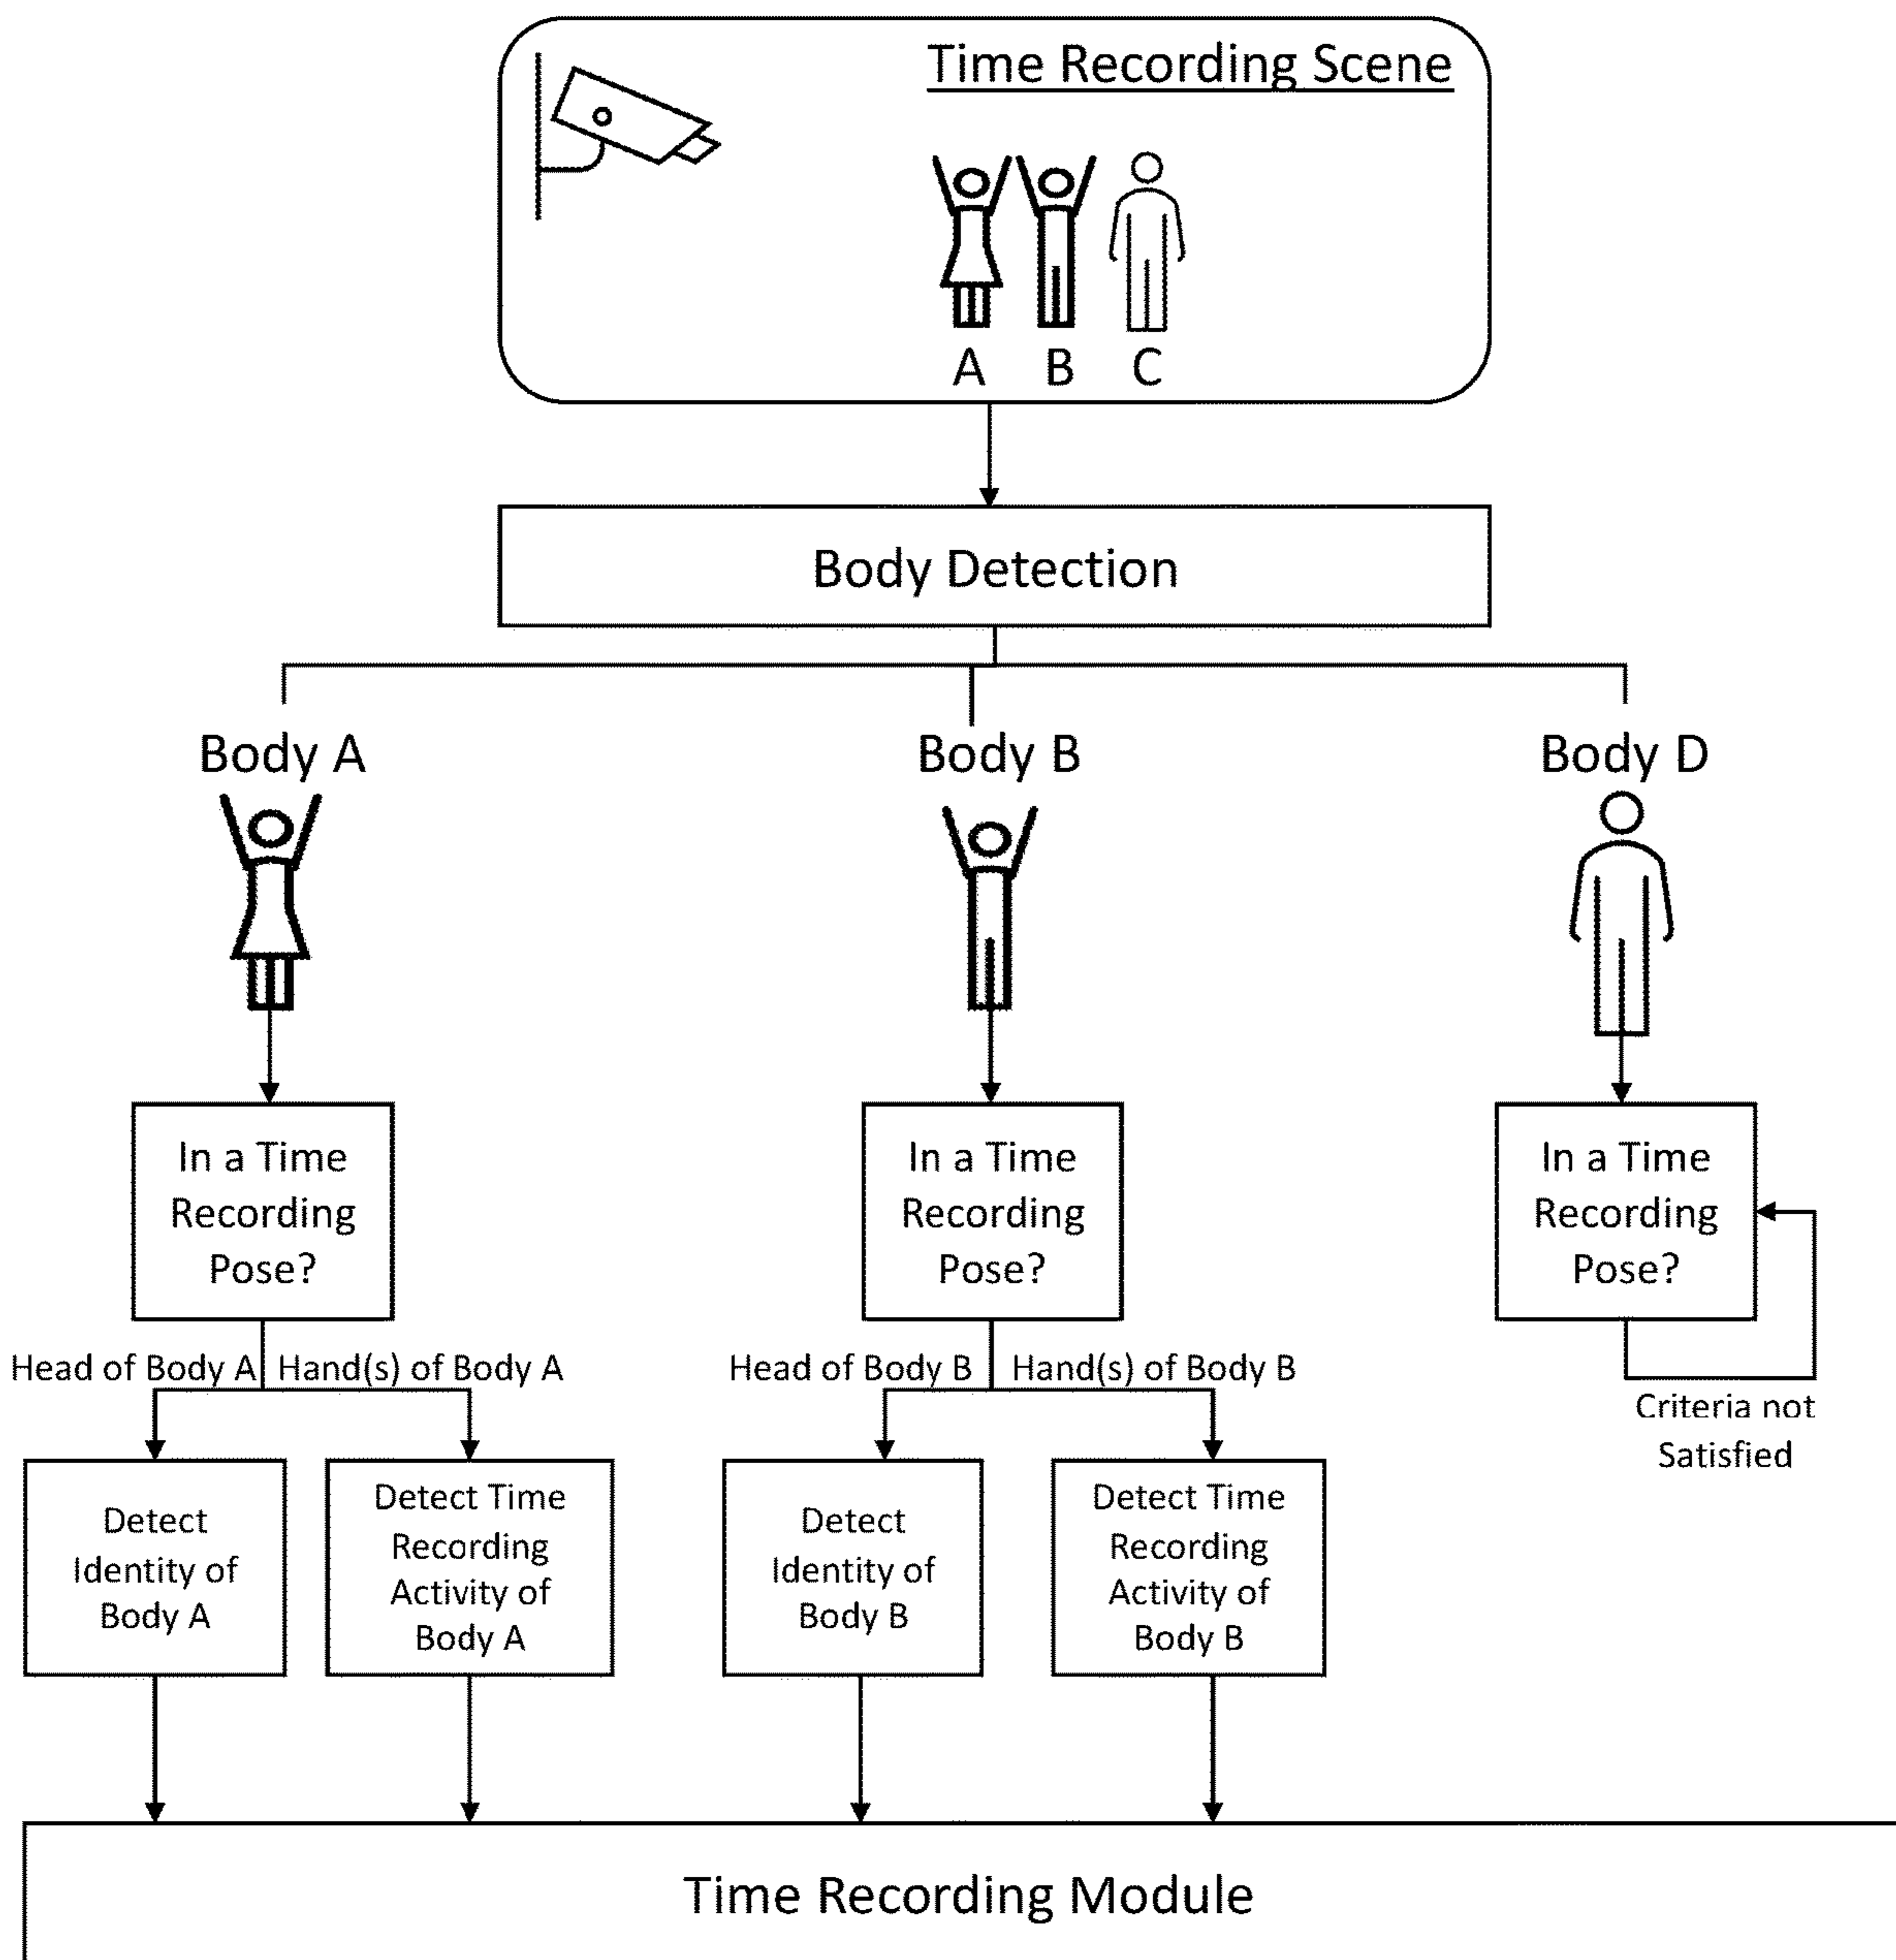 Time Recording Scene
A B C
Body Detection
Body A
Body B
Body D
In a Time
Recording
Pose?
In a Time
Recording
Pose?
In a Time
Recording
Pose?
Head of Body A
Hand(s) of Body A
Head of Body B
Hand(s) of Body B
Criteria not
Satisfied
Detect
Identity of
Body A
Detect Time
Recording
Activity of
Body A
Detect
Identity of
Body B
Detect Time
Recording
Activity of
Body B
Time Recording Module